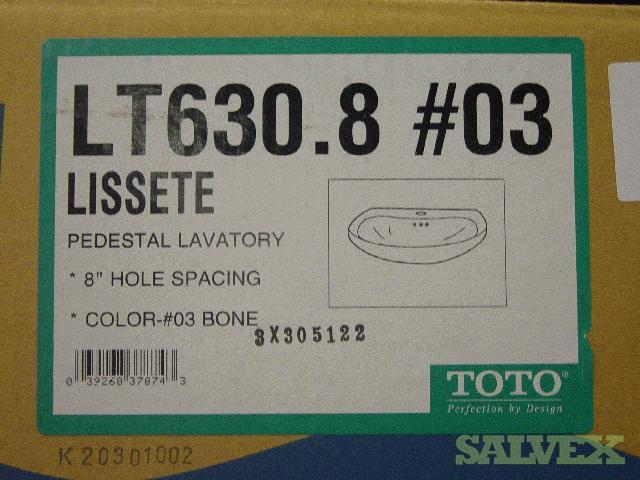 LT630.8 #03
LISSETE
PEDESTAL LAVATORY
* 8" HOLE SPACING
* COLOR-#03 BONE
3X305122
0 39268 37874 3
TOTO®
Perfection by Design
K 20301002
SALVEX